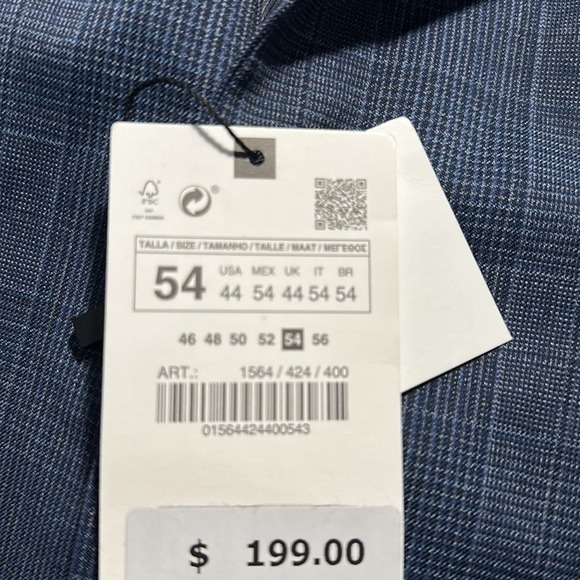 FSC
®
TALLA / SIZE / TAMANHO / TAILLE / MAAT / ΜΕΓΕΘΟΣ
54
USA MEX UK IT BR
44 54 44 54 54
46 48 50 52 54 56
ART.: 1564 / 424 / 400
01564424400543
$ 199.00